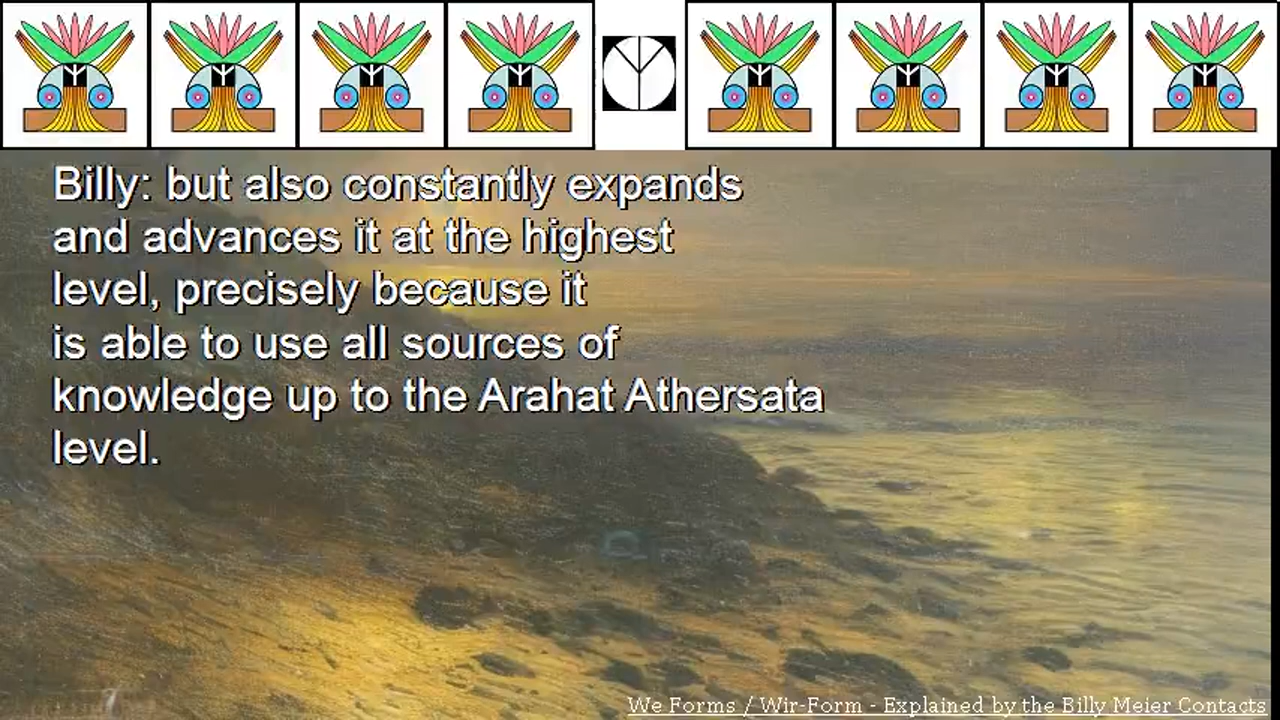 Billy: but also constantly expands
and advances it at the highest
level, precisely because it
is able to use all sources of
knowledge up to the Arahat Athersata
level.
We Forms / Wir-Form - Explained by the Billy Meier Contacts